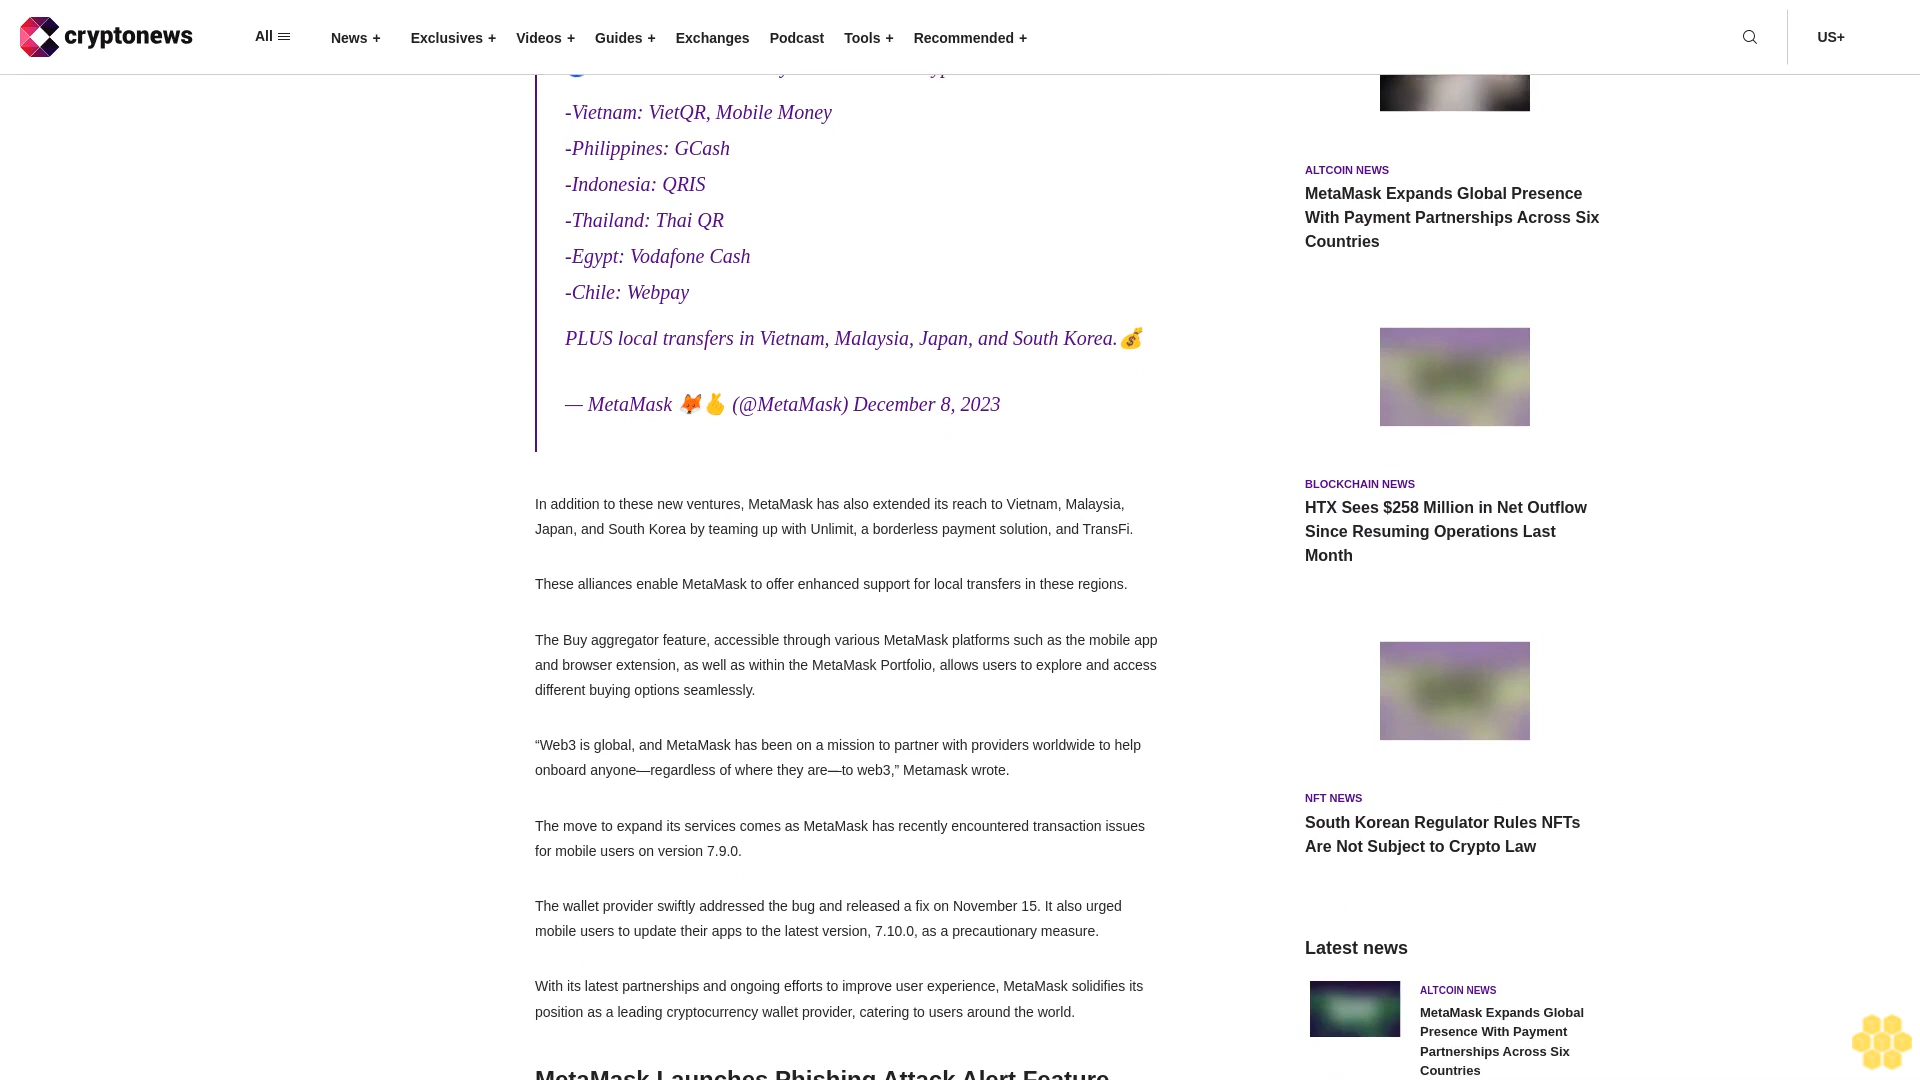 cryptonews
All
News +
Exclusives +
Videos +
Guides +
Exchanges
Podcast
Tools +
Recommended +
US+
-Vietnam: VietQR, Mobile Money
-Philippines: GCash
-Indonesia: QRIS
-Thailand: Thai QR
-Egypt: Vodafone Cash
-Chile: Webpay
PLUS local transfers in Vietnam, Malaysia, Japan, and South Korea.💰
— MetaMask 🦊🫰 (@MetaMask) December 8, 2023
In addition to these new ventures, MetaMask has also extended its reach to Vietnam, Malaysia,
Japan, and South Korea by teaming up with Unlimit, a borderless payment solution, and TransFi.
These alliances enable MetaMask to offer enhanced support for local transfers in these regions.
The Buy aggregator feature, accessible through various MetaMask platforms such as the mobile app
and browser extension, as well as within the MetaMask Portfolio, allows users to explore and access
different buying options seamlessly.
“Web3 is global, and MetaMask has been on a mission to partner with providers worldwide to help
onboard anyone—regardless of where they are—to web3,” Metamask wrote.
The move to expand its services comes as MetaMask has recently encountered transaction issues
for mobile users on version 7.9.0.
The wallet provider swiftly addressed the bug and released a fix on November 15. It also urged
mobile users to update their apps to the latest version, 7.10.0, as a precautionary measure.
With its latest partnerships and ongoing efforts to improve user experience, MetaMask solidifies its
position as a leading cryptocurrency wallet provider, catering to users around the world.
MetaMask Launches Phishing Attack Alert Feature
ALTCOIN NEWS
MetaMask Expands Global Presence
With Payment Partnerships Across Six
Countries
BLOCKCHAIN NEWS
HTX Sees $258 Million in Net Outflow
Since Resuming Operations Last
Month
NFT NEWS
South Korean Regulator Rules NFTs
Are Not Subject to Crypto Law
Latest news
ALTCOIN NEWS
MetaMask Expands Global
Presence With Payment
Partnerships Across Six
Countries